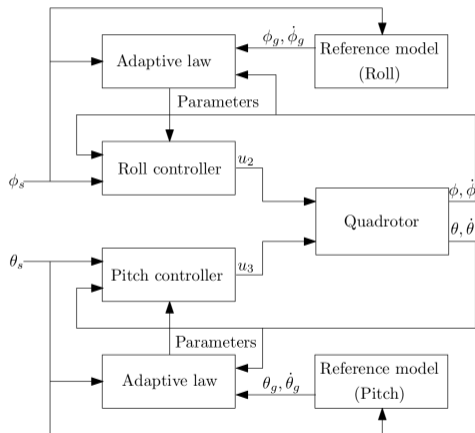 Adaptive law
ϕ_g, ϕ̇_g
Reference model
(Roll)
Parameters
Roll controller
u_2
ϕ_s
ϕ, ϕ̇
Quadrotor
θ, θ̇
θ_s
Pitch controller
u_3
Parameters
Adaptive law
θ_g, θ̇_g
Reference model
(Pitch)